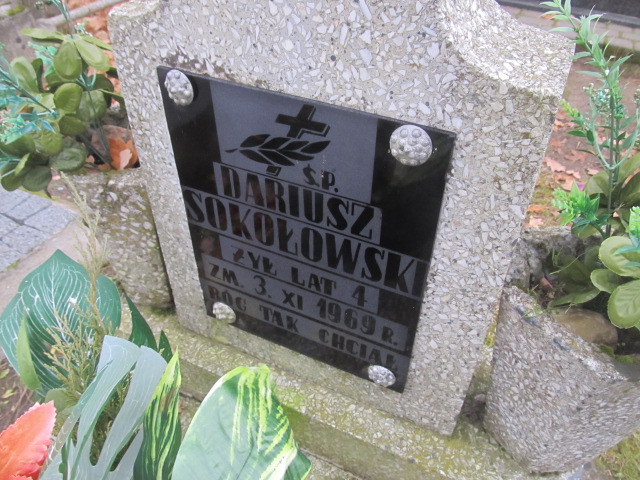 Ś.P.
DARIUSZ
SOKOŁOWSKI
ŻYŁ LAT 4
ZM. 3. XI 1969 R.
BÓG TAK CHCIAŁ